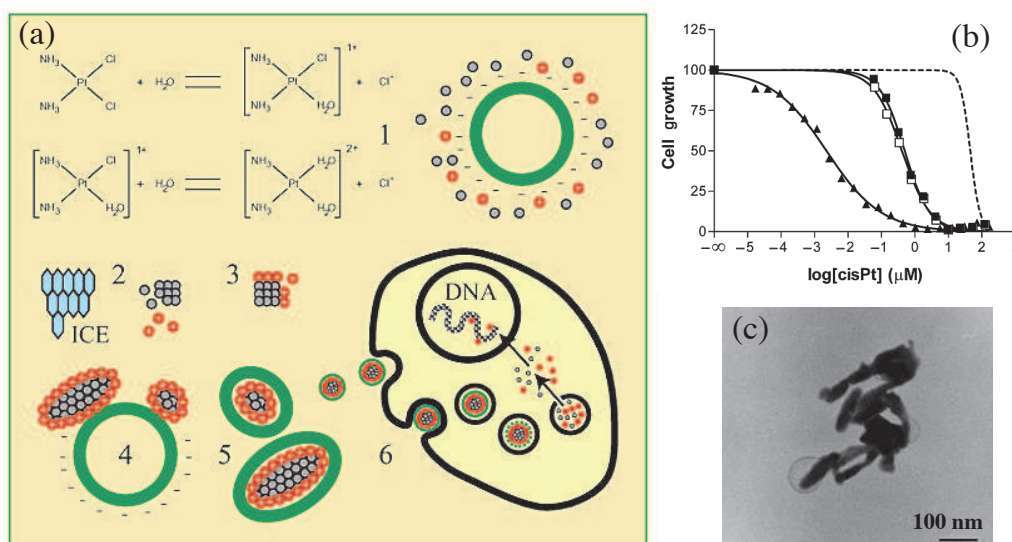 (a)
NH3 Cl Pt NH3 Cl + H2O [NH3 Cl Pt NH3 H2O]1+ + Cl-
1
[NH3 Cl Pt NH3 H2O]1+ + H2O [NH3 H2O Pt NH3 H2O]2+ + Cl-
ICE
2
3
4
5
6
DNA
(b)
Cell growth
125
100
75
50
25
0
-∞ -5 -4 -3 -2 -1 0 1 2
log[cisPt] (μM)
(c)
100 nm